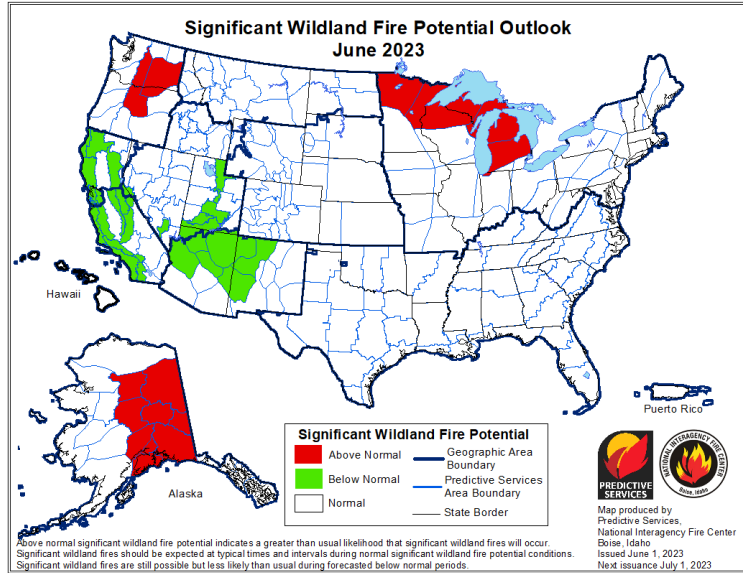 Significant Wildland Fire Potential Outlook
June 2023
Hawaii
Puerto Rico
Alaska
Significant Wildland Fire Potential
Above Normal
Below Normal
Normal
Geographic Area
Boundary
Predictive Services
Area Boundary
State Border
PREDICTIVE
SERVICES
NATIONAL INTERAGENCY FIRE CENTER
Boise, Idaho
Map produced by
Predictive Services,
National Interagency Fire Center
Boise, Idaho
Issued June 1, 2023
Next issuance July 1, 2023
Above normal significant wildland fire potential indicates a greater than usual likelihood that significant wildland fires will occur.
Significant wildland fires should be expected at typical times and intervals during normal significant wildland fire potential conditions.
Significant wildland fires are still possible but less likely than usual during forecasted below normal periods.